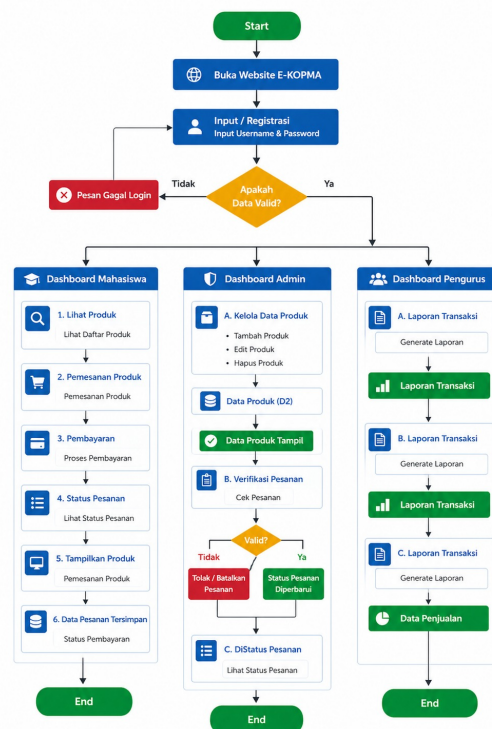 Start
Buka Website E-KOPMA
Input / Registrasi
Input Username & Password
Tidak
Ya
Pesan Gagal Login
Apakah
Data Valid?
Dashboard Mahasiswa
1. Lihat Produk
Lihat Daftar Produk
2. Pemesanan Produk
Pemesanan Produk
3. Pembayaran
Proses Pembayaran
4. Status Pesanan
Lihat Status Pesanan
5. Tampilkan Produk
Pemesanan Produk
6. Data Pesanan Tersimpan
Status Pembayaran
End
Dashboard Admin
A. Kelola Data Produk
• Tambah Produk
• Edit Produk
• Hapus Produk
Data Produk (D2)
Data Produk Tampil
B. Verifikasi Pesanan
Cek Pesanan
Valid?
Tidak
Ya
Tolak / Batalkan
Pesanan
Status Pesanan
Diperbarui
C. DiStatus Pesanan
Lihat Status Pesanan
End
Dashboard Pengurus
A. Laporan Transaksi
Generate Laporan
Laporan Transaksi
B. Laporan Transaksi
Generate Laporan
Laporan Transaksi
C. Laporan Transaksi
Generate Laporan
Data Penjualan
End